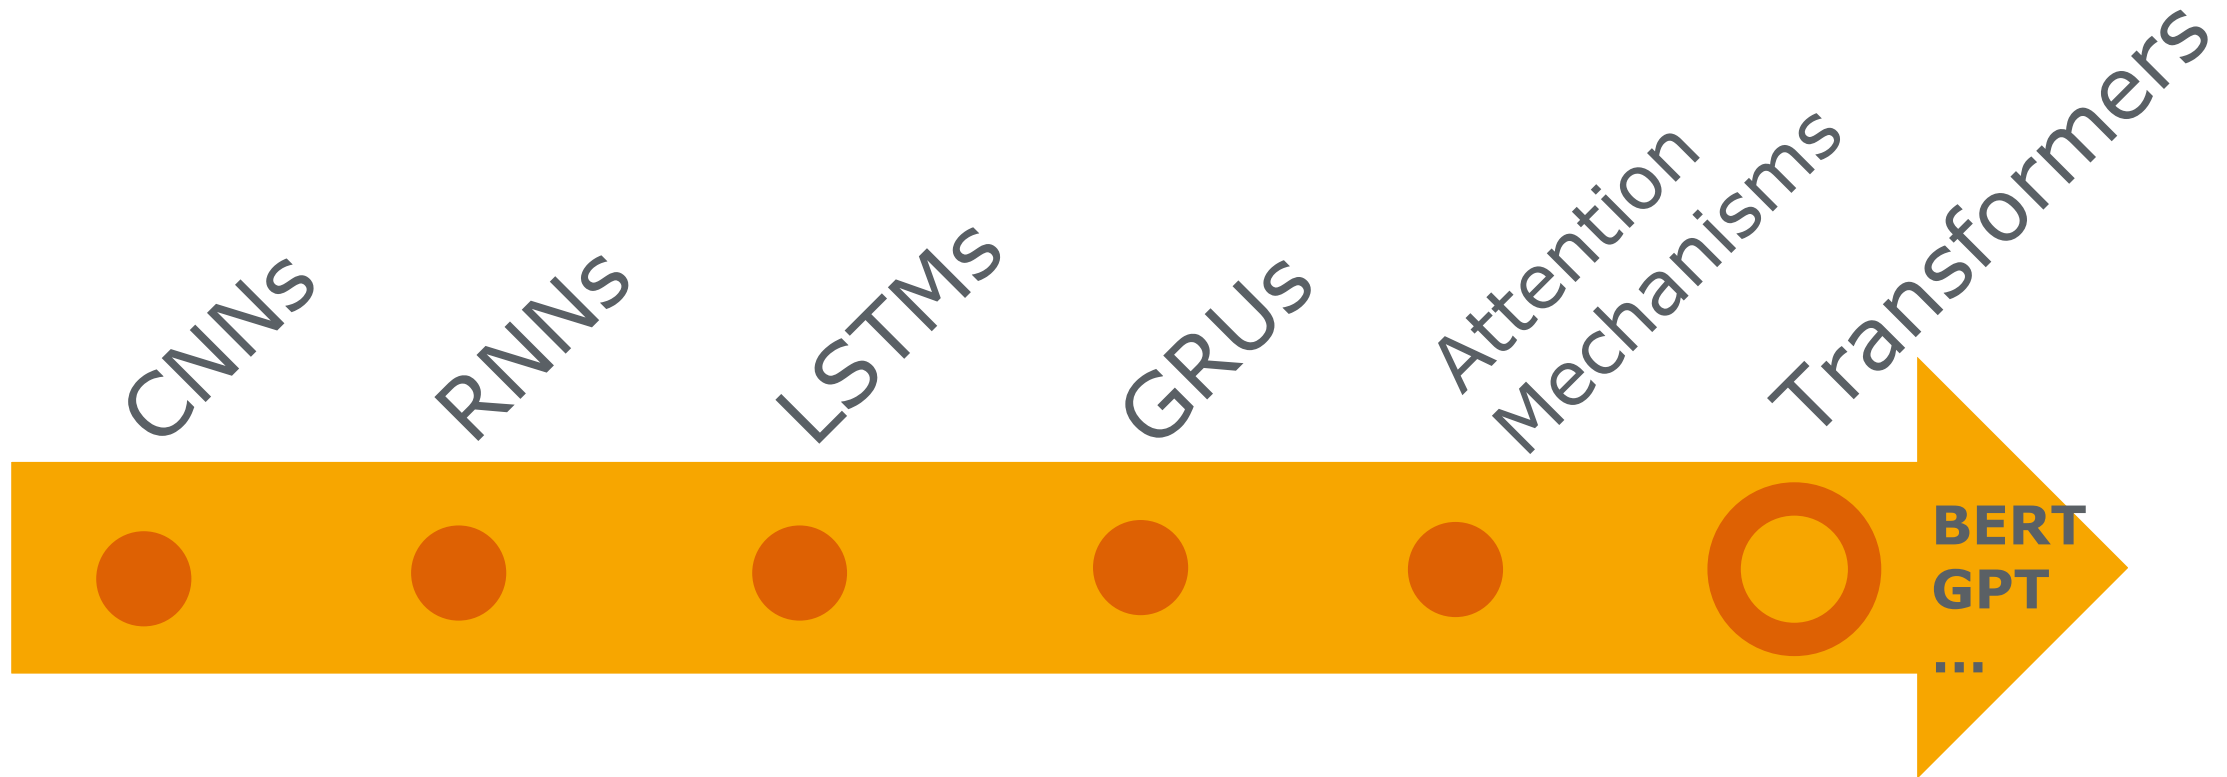 CNNs
RNNs
LSTMs
GRUs
Attention
Mechanisms
Transformers
BERT
GPT
...